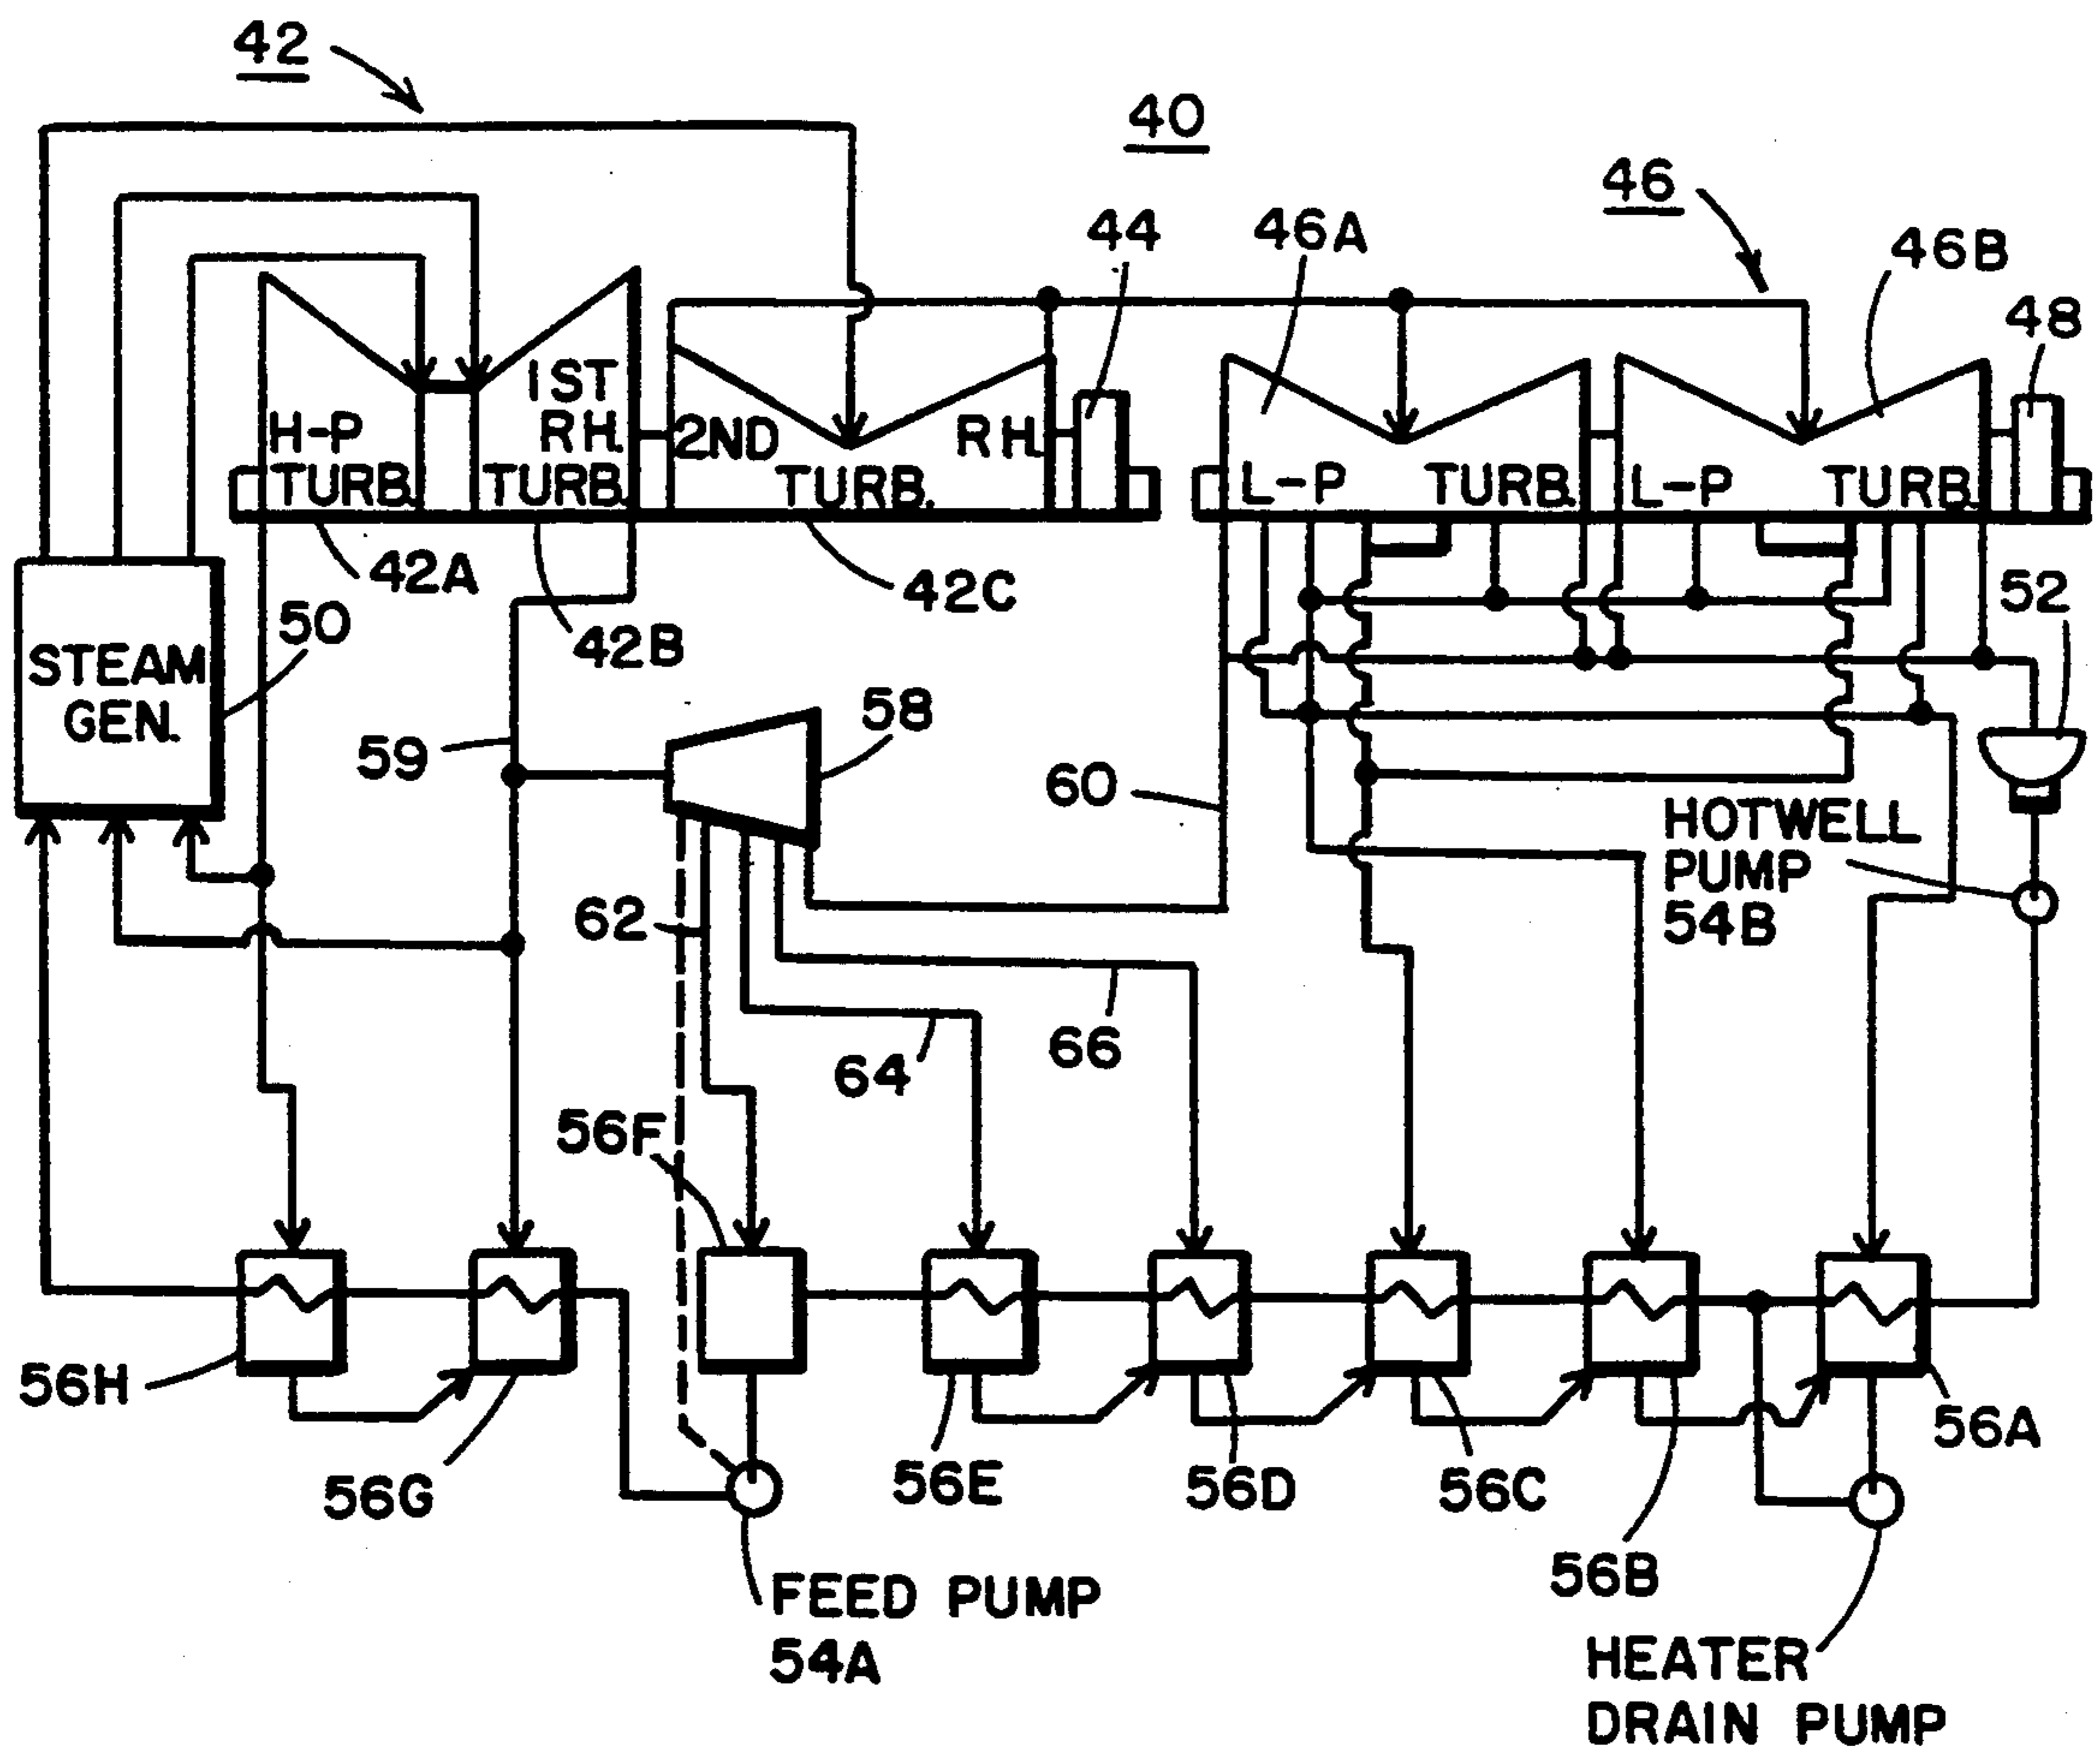 42
40
46
44
46A
46B
48
1ST
H-P
RH.
2ND
RH.
TURB.
TURB.
TURB.
L-P
TURB.
L-P
TURB.
42A
42B
42C
50
52
STEAM
GEN.
58
59
60
HOTWELL
PUMP
54B
62
64
66
56F
56H
56G
56E
56D
56C
56B
56A
FEED PUMP
54A
HEATER
DRAIN PUMP